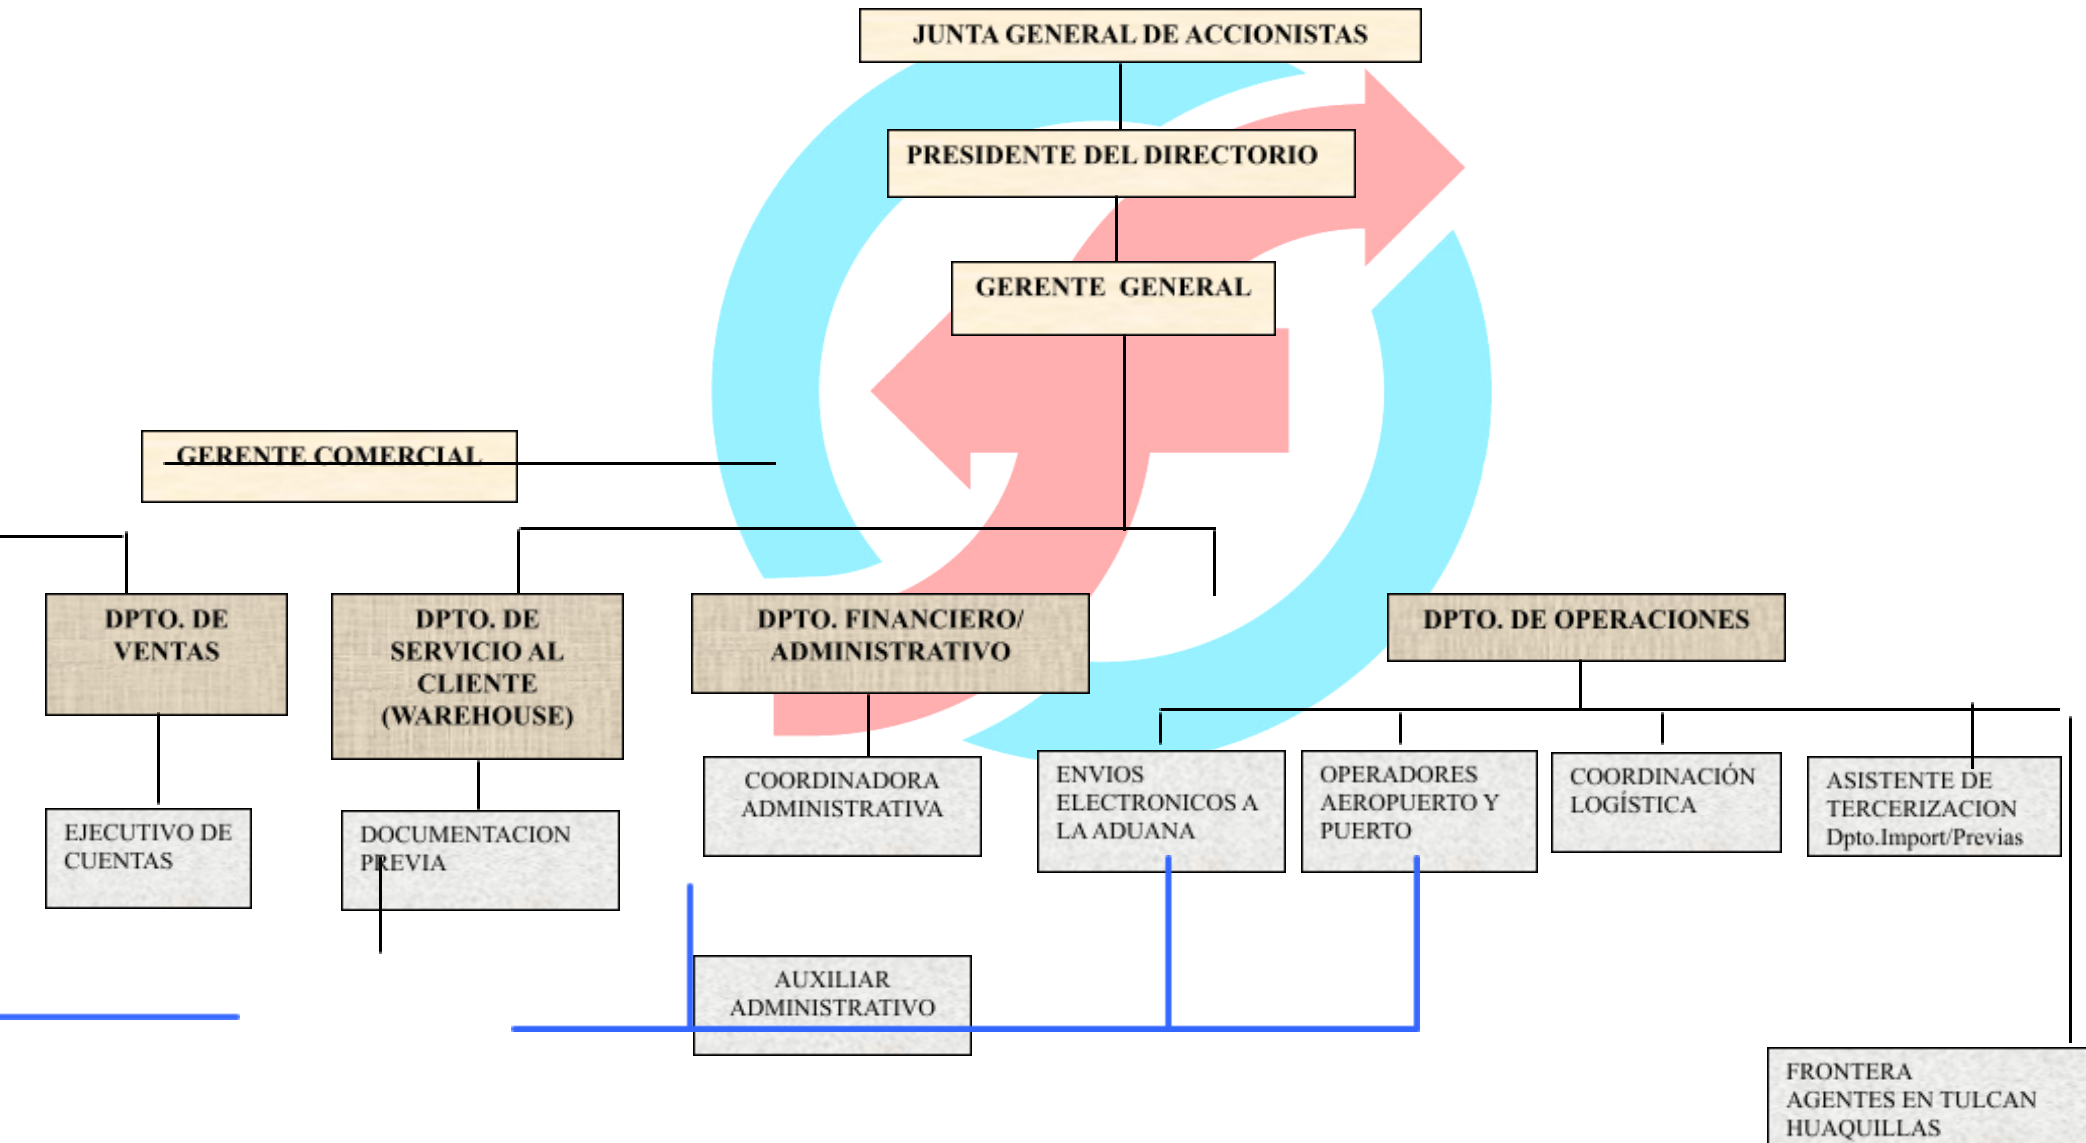 JUNTA GENERAL DE ACCIONISTAS
PRESIDENTE DEL DIRECTORIO
GERENTE GENERAL
GERENTE COMERCIAL
DPTO. DE
VENTAS
DPTO. DE
SERVICIO AL
CLIENTE
(WAREHOUSE)
DPTO. FINANCIERO/
ADMINISTRATIVO
DPTO. DE OPERACIONES
EJECUTIVO DE
CUENTAS
DOCUMENTACION
PREVIA
COORDINADORA
ADMINISTRATIVA
ENVIOS
ELECTRONICOS A
LA ADUANA
OPERADORES
AEROPUERTO Y
PUERTO
COORDINACIÓN
LOGÍSTICA
ASISTENTE DE
TERCERIZACION
Dpto.Import/Previas
AUXILIAR
ADMINISTRATIVO
FRONTERA
AGENTES EN TULCAN
HUAQUILLAS